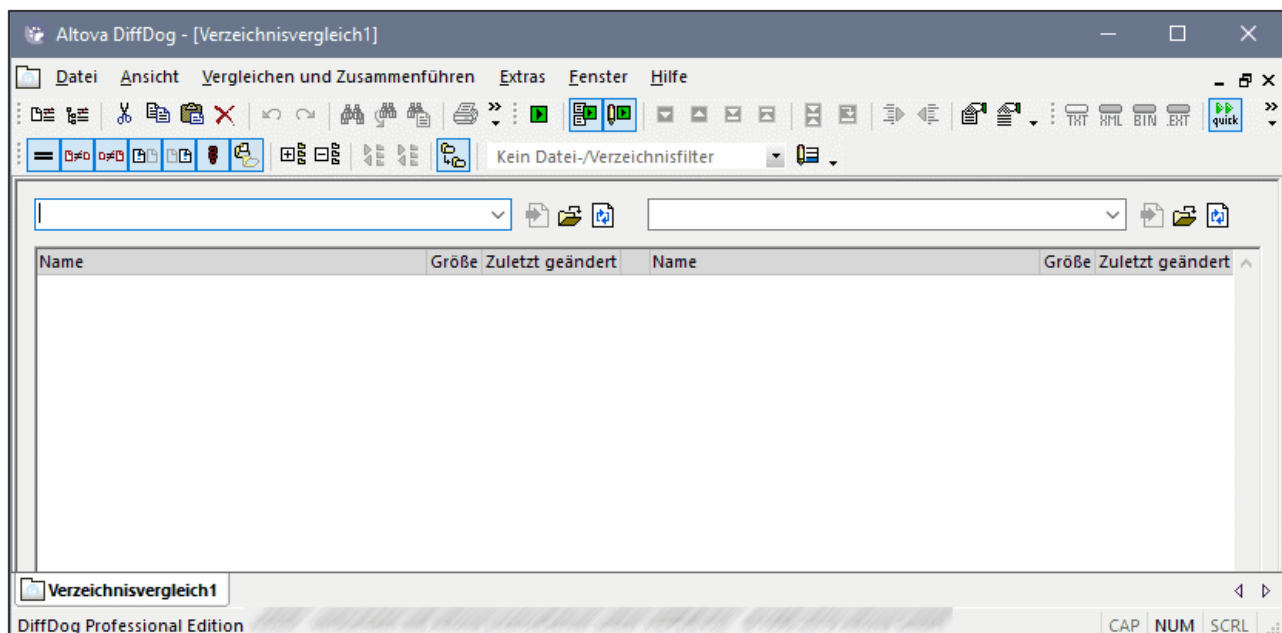 Altova DiffDog - [Verzeichnisvergleich1]
Datei Ansicht Vergleichen und Zusammenführen Extras Fenster Hilfe
TXT XML BIN .EXT quick
Kein Datei-/Verzeichnisfilter
Name Größe Zuletzt geändert Name Größe Zuletzt geändert
Verzeichnisvergleich1
DiffDog Professional Edition CAP NUM SCRL